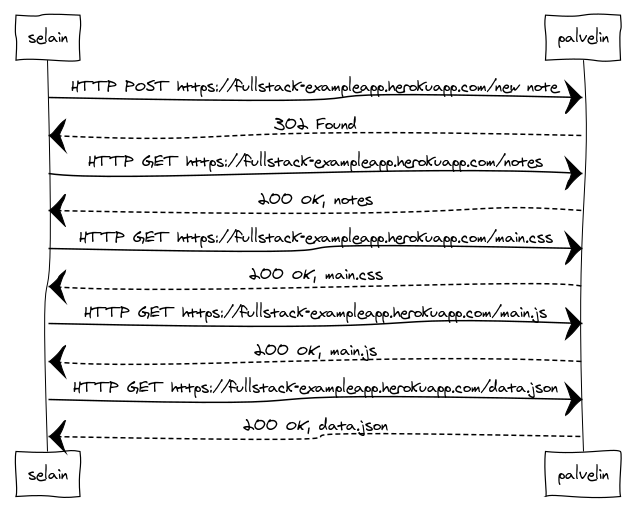 selain palvelin
HTTP POST https://fullstack-exampleapp.herokuapp.com/new note
302 Found
HTTP GET https://fullstack-exampleapp.herokuapp.com/notes
200 OK, notes
HTTP GET https://fullstack-exampleapp.herokuapp.com/main.css
200 OK, main.css
HTTP GET https://fullstack-exampleapp.herokuapp.com/main.js
200 OK, main.js
HTTP GET https://fullstack-exampleapp.herokuapp.com/data.json
200 OK, data.json
selain palvelin